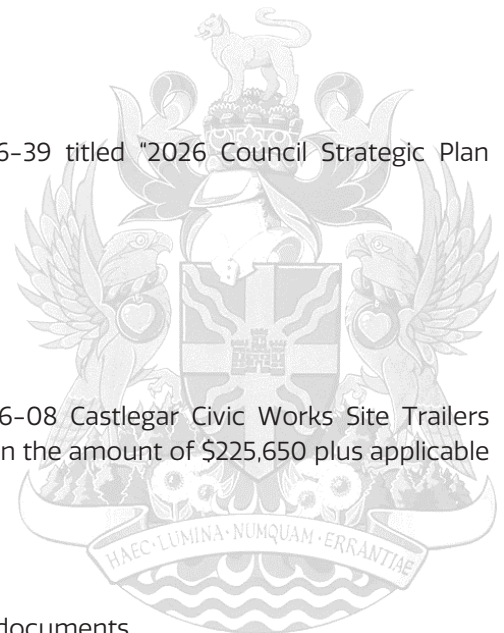 6-39 titled “2026 Council Strategic Plan
6-08 Castlegar Civic Works Site Trailers
n the amount of $225,650 plus applicable
HAEC·LUMINA·NUMQUAM·ERRANTIAE
documents